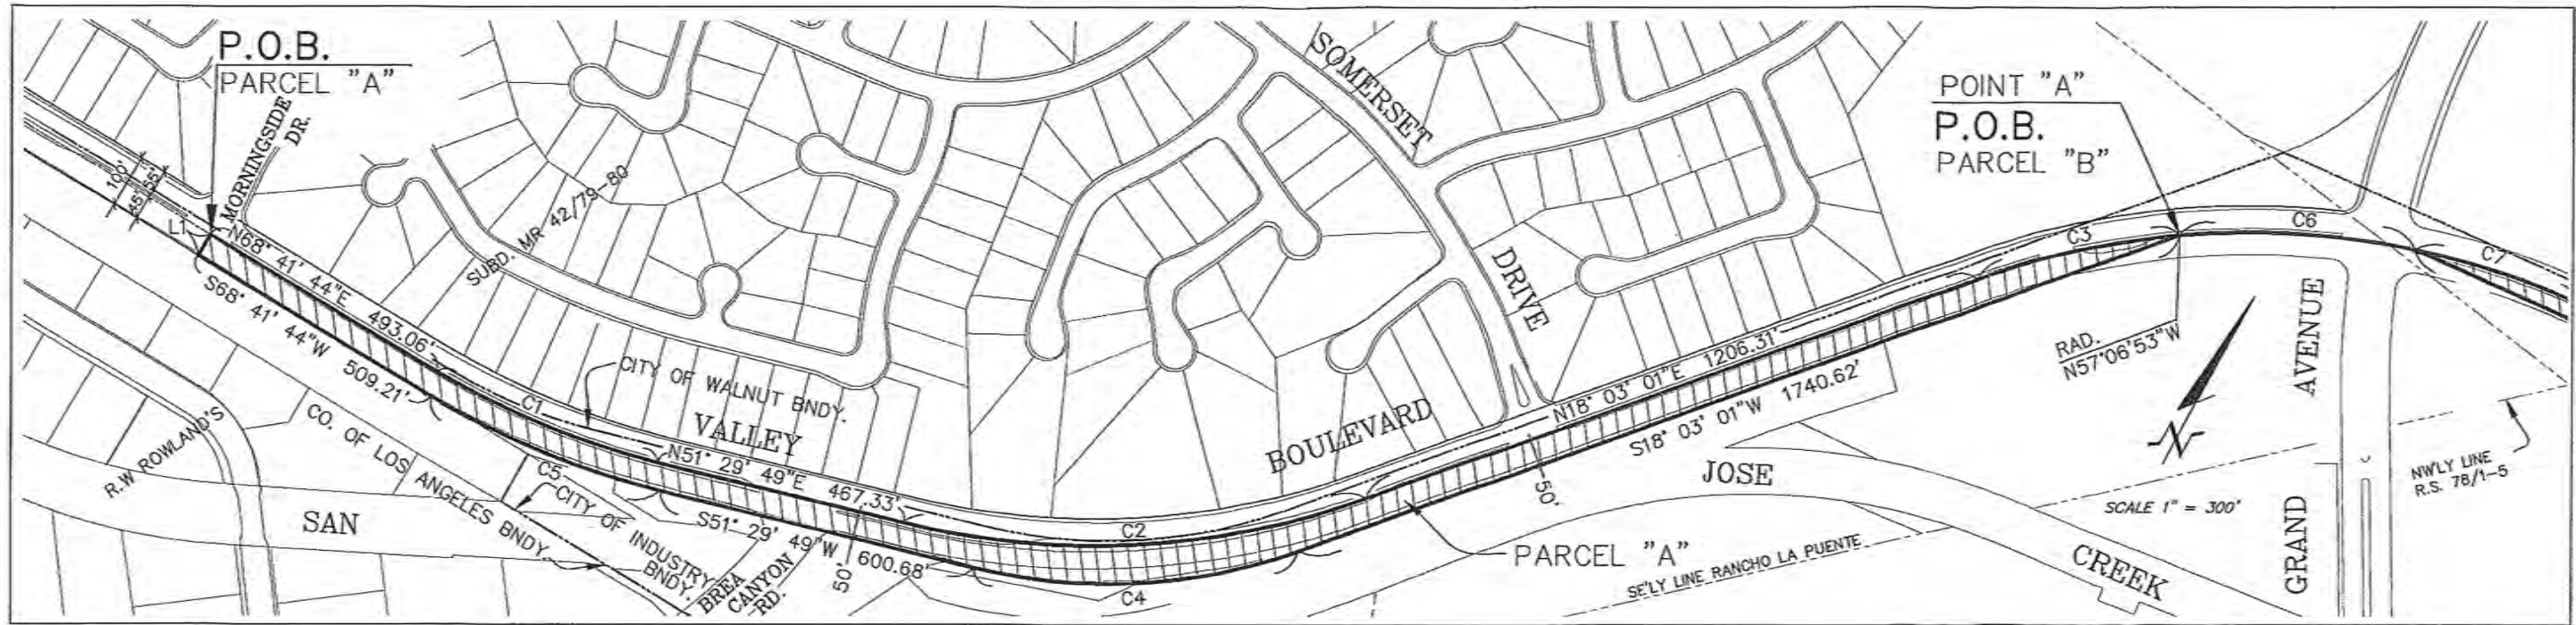 P.O.B.
PARCEL "A"
MORNINGSIDE
DR.
100'
45'
55'
L1
N68° 41' 44"E 493.06'
S68° 41' 44"W 509.21'
SUBD. MR 42/79-80
C1
CITY OF WALNUT BNDY.
VALLEY
BOULEVARD
N51° 29' 49"E 467.33'
S51° 29' 49"W 600.68'
50'
C5
R.W ROWLAND'S
CO. OF LOS ANGELES BNDY.
CITY OF INDUSTRY
BNDY.
BREA
CANYON
RD.
SAN
JOSE
CREEK
C2
C4
SOMERSET
DRIVE
N18° 03' 01"E 1206.31'
S18° 03' 01"W 1740.62'
50'
PARCEL "A"
SE'LY LINE RANCHO LA PUENTE
POINT "A"
P.O.B.
PARCEL "B"
C3
C6
C7
RAD.
N57°06'53"W
N
SCALE 1" = 300'
GRAND
AVENUE
NW'LY LINE
R.S. 78/1-5